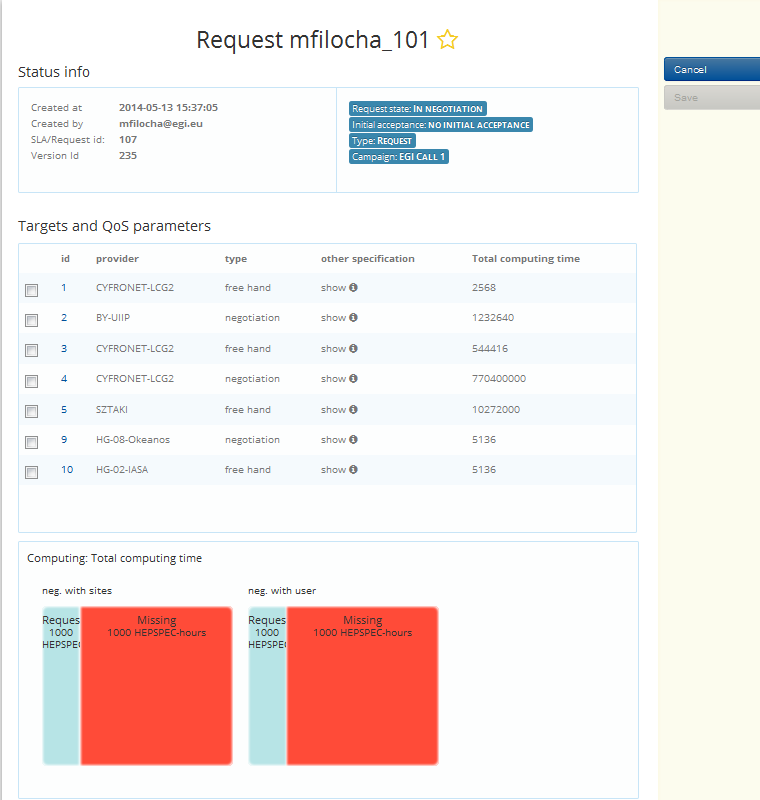 Request mfilocha_101
Cancel
Save
Status info
Created at 2014-05-13 15:37:05
Created by mfilocha@egi.eu
SLA/Request id: 107
Version Id 235
Request state: IN NEGOTIATION
Initial acceptance: NO INITIAL ACCEPTANCE
Type: REQUEST
Campaign: EGI CALL 1
Targets and QoS parameters
id provider type other specification Total computing time
1 CYFRONET-LCG2 free hand show 2568
2 BY-UIIP negotiation show 1232640
3 CYFRONET-LCG2 free hand show 544416
4 CYFRONET-LCG2 negotiation show 770400000
5 SZTAKI free hand show 10272000
9 HG-08-Okeanos negotiation show 5136
10 HG-02-IASA free hand show 5136
Computing: Total computing time
neg. with sites neg. with user
Reques Missing Reques Missing
1000 1000 HEPSPEC-hours 1000 1000 HEPSPEC-hours
HEPSPE HEPSPE